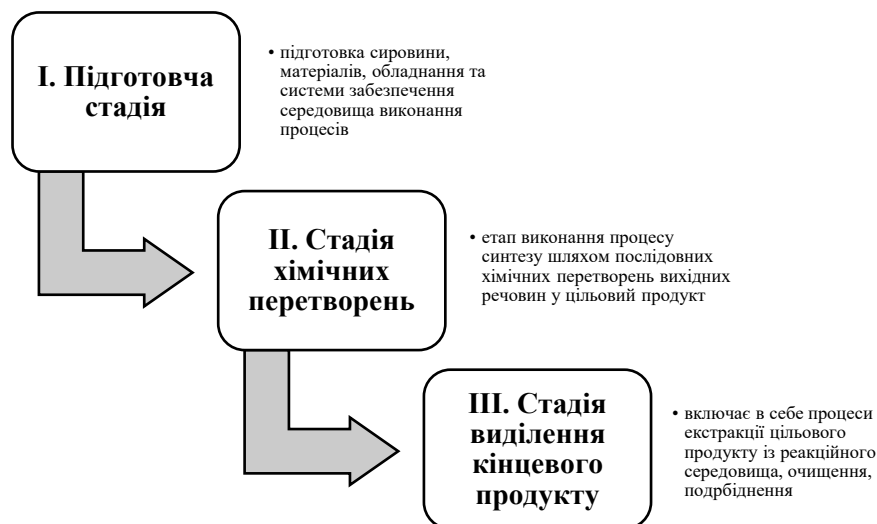 І. Підготовча
стадія
• підготовка сировини,
матеріалів, обладнання та
системи забезпечення
середовища виконання
процесів
ІІ. Стадія
хімічних
перетворень
• етап виконання процесу
синтезу шляхом послідовних
хімічних перетворень вихідних
речовин у цільовий продукт
ІІІ. Стадія
виділення
кінцевого
продукту
• включає в себе процеси
екстракції цільового
продукту із реакційного
середовища, очищення,
подрбіднення